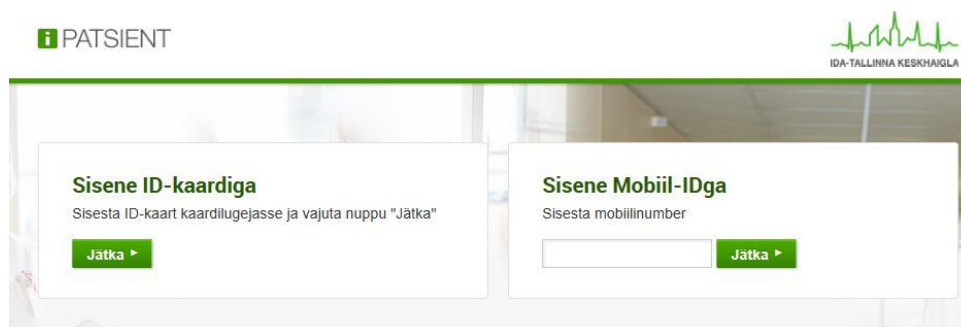 i PATSIENT
IDA-TALLINNA KESKHAIGLA
Sisene ID-kaardiga
Sisesta ID-kaart kaardilugejasse ja vajuta nuppu "Jätka"
Jätka
Sisene Mobiil-IDga
Sisesta mobiilinumber
Jätka